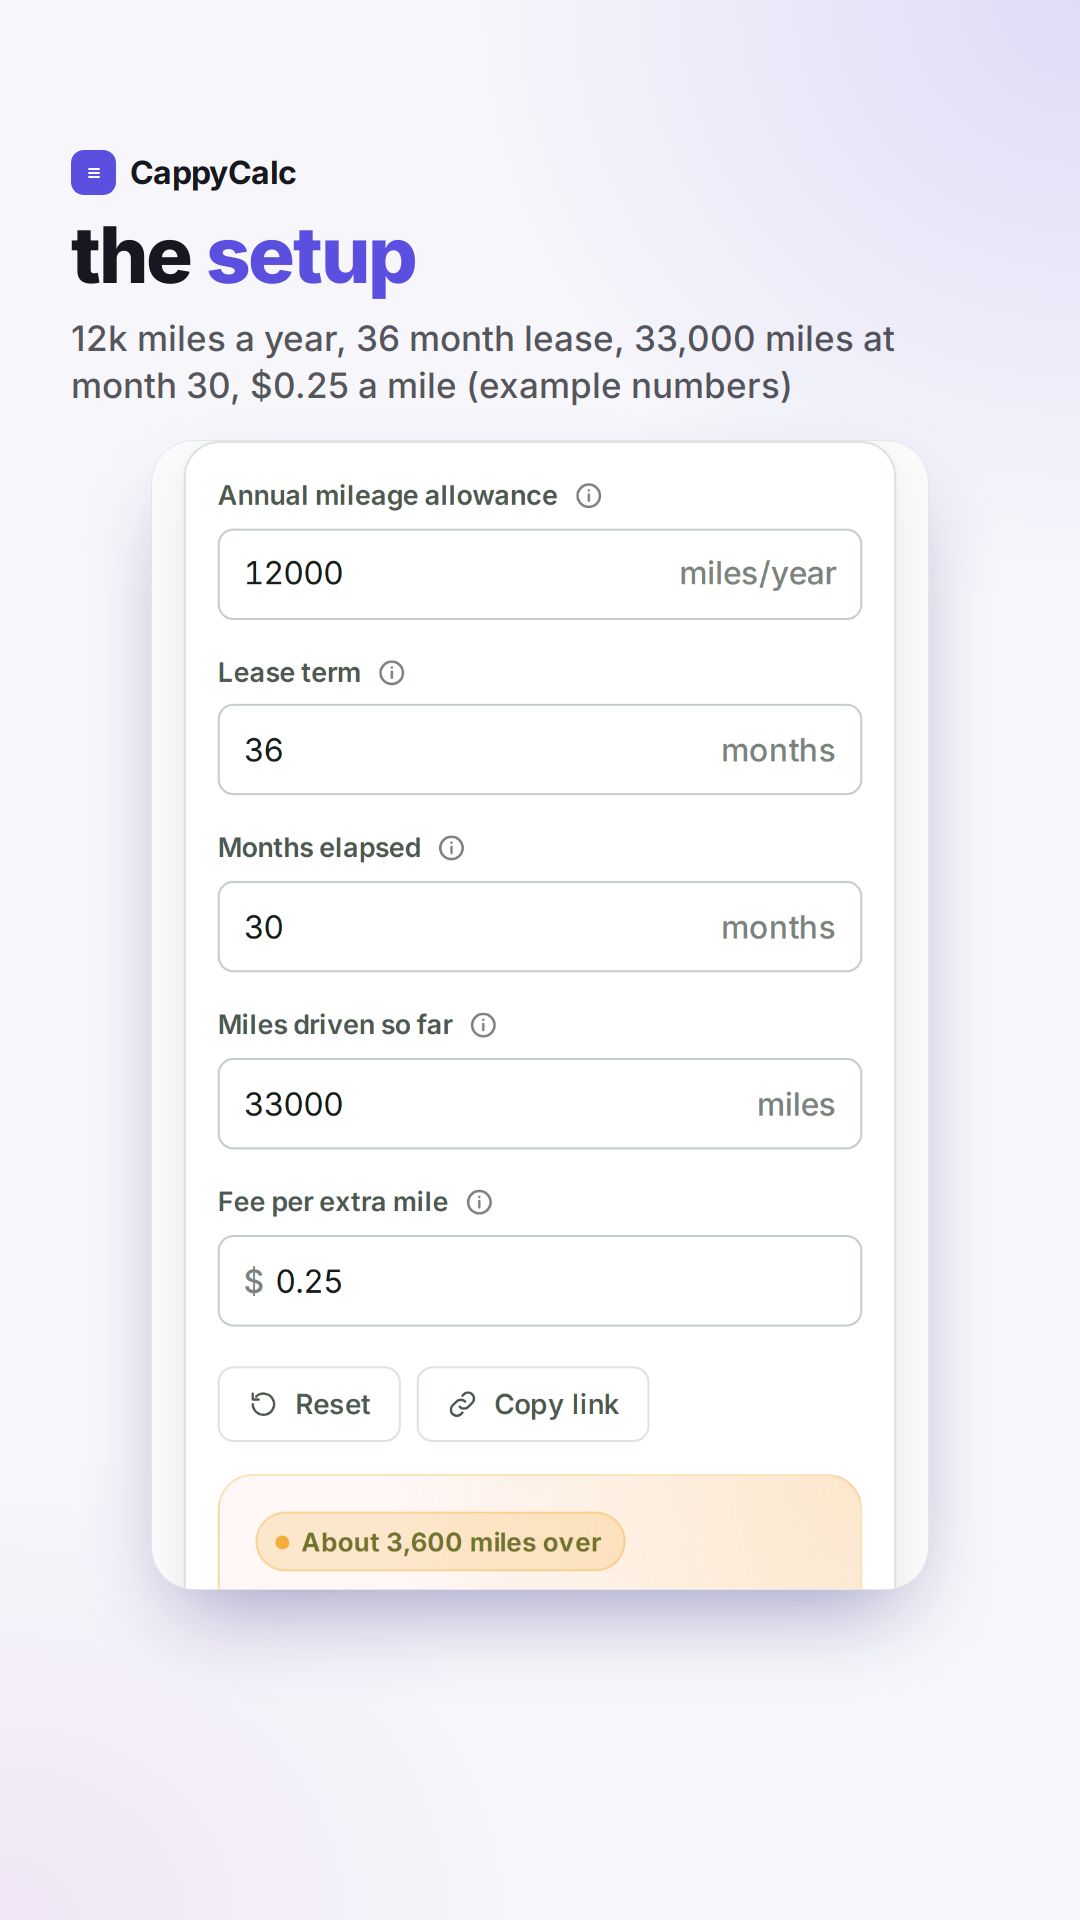 CappyCalc
the setup
12k miles a year, 36 month lease, 33,000 miles at
month 30, $0.25 a mile (example numbers)
Annual mileage allowance
12000 miles/year
Lease term
36 months
Months elapsed
30 months
Miles driven so far
33000 miles
Fee per extra mile
$ 0.25
Reset Copy link
About 3,600 miles over